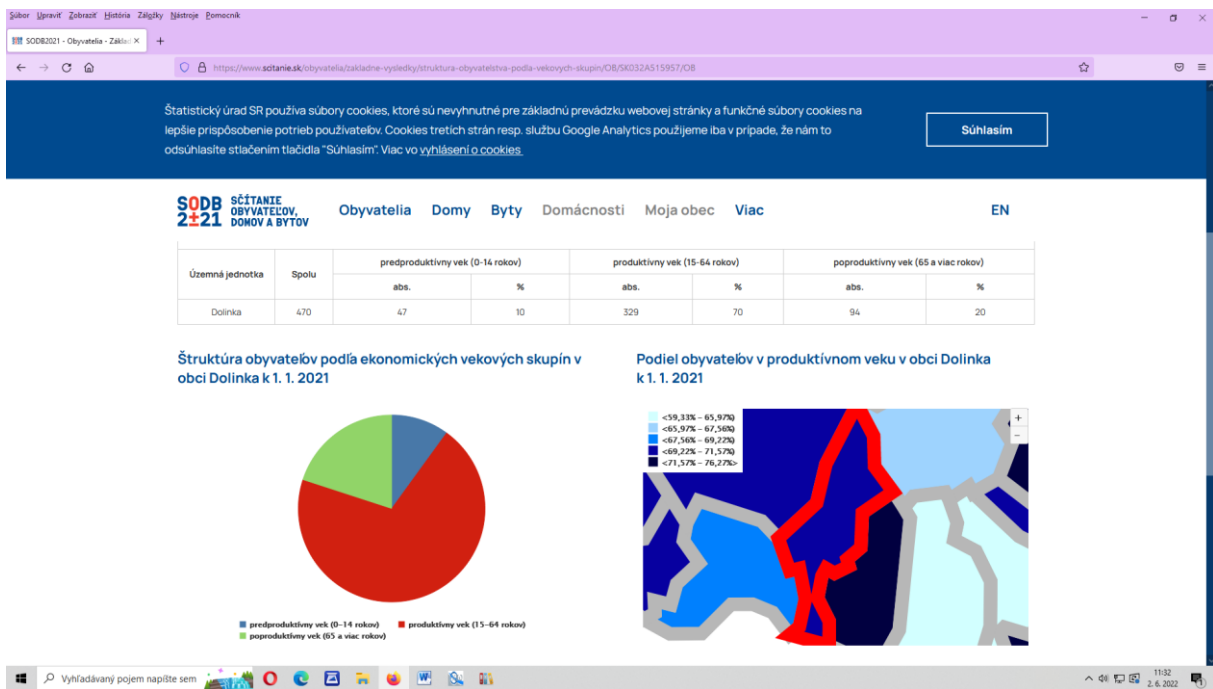 Súbor Upraviť Zobraziť História Záložky Nástroje Pomocník
SODB2021 - Obyvatelia - Základ
https://www.scitanie.sk/obyvatelia/zakladne-vysledky/struktura-obyvatelstva-podla-vekovych-skupin/OB/SK032A515957/OB
Štatistický úrad SR používa súbory cookies, ktoré sú nevyhnutné pre základnú prevádzku webovej stránky a funkčné súbory cookies na
lepšie prispôsobenie potrieb používateľov. Cookies tretích strán resp. službu Google Analytics použijeme iba v prípade, že nám to
odsúhlasíte stlačením tlačidla "Súhlasím". Viac vo vyhlásení o cookies
Súhlasím
SODB 2±21
SČÍTANIE
OBYVATEĽOV,
DOMOV A BYTOV
Obyvatelia Domy Byty Domácnosti Moja obec Viac EN
Územná jednotka Spolu predproduktívny vek (0-14 rokov) produktívny vek (15-64 rokov) poproduktívny vek (65 a viac rokov)
abs. % abs. % abs. %
Dolinka 470 47 10 329 70 94 20
Štruktúra obyvateľov podľa ekonomických vekových skupín v
obci Dolinka k 1. 1. 2021
predproduktívny vek (0-14 rokov) produktívny vek (15-64 rokov)
poproduktívny vek (65 a viac rokov)
Podiel obyvateľov v produktívnom veku v obci Dolinka
k 1. 1. 2021
<59,33% - 65,97%)
<65,97% - 67,56%)
<67,56% - 69,22%)
<69,22% - 71,57%)
<71,57% - 76,27%>
+
−
Vyhľadávaný pojem napíšte sem
11:32
2. 6. 2022